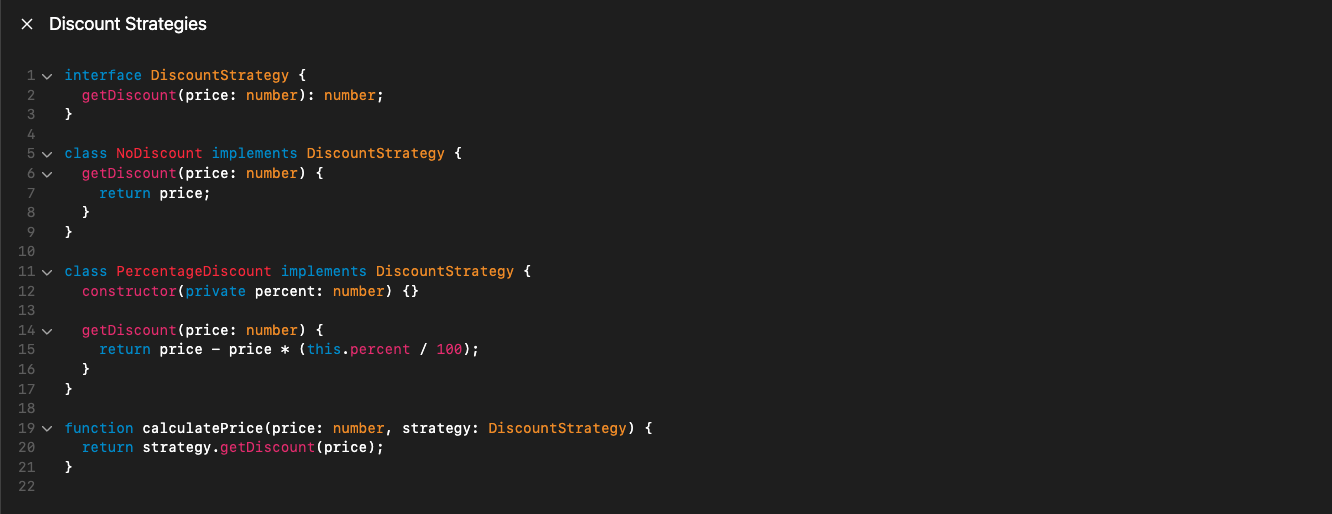 Discount Strategies
1 interface DiscountStrategy {
2   getDiscount(price: number): number;
3 }
4
5 class NoDiscount implements DiscountStrategy {
6   getDiscount(price: number) {
7     return price;
8   }
9 }
10
11 class PercentageDiscount implements DiscountStrategy {
12   constructor(private percent: number) {}
13
14   getDiscount(price: number) {
15     return price - price * (this.percent / 100);
16   }
17 }
18
19 function calculatePrice(price: number, strategy: DiscountStrategy) {
20   return strategy.getDiscount(price);
21 }
22